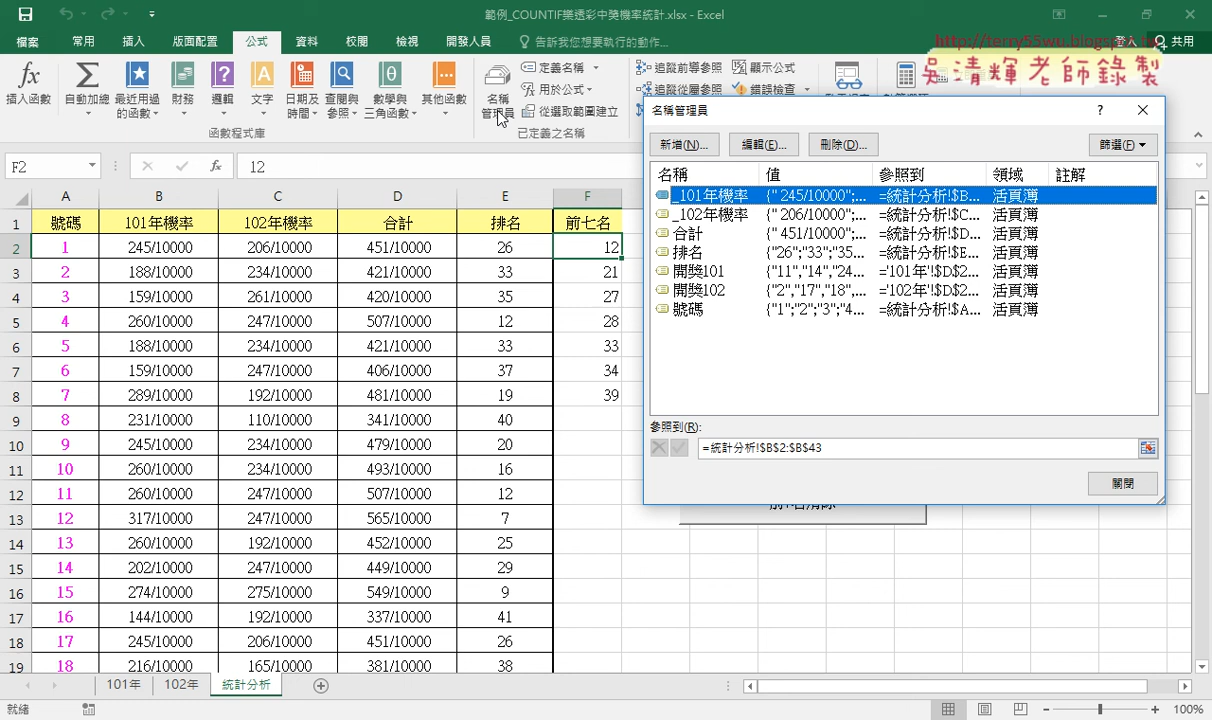 範例_COUNTIF樂透彩中獎機率統計.xlsx - Excel
檔案 常用 插入 版面配置 公式 資料 校閱 檢視 開發人員 告訴我您想要執行的動作... 登入 共用
http://terry55wu.blogspot.tw
吳清輝老師錄製
插入函數 自動加總 最近用過的函數 財務 邏輯 文字 日期及時間 查閱與參照 數學與三角函數 其他函數 名稱管理員
定義名稱 用於公式 從選取範圍建立
追蹤前導參照 顯示公式
追蹤從屬參照 錯誤檢查
函數程式庫 已定義之名稱
F2 fx 12
A B C D E F
1 號碼 101年機率 102年機率 合計 排名 前七名
2 1 245/10000 206/10000 451/10000 26 12
3 2 188/10000 234/10000 421/10000 33 21
4 3 159/10000 261/10000 420/10000 35 27
5 4 260/10000 247/10000 507/10000 12 28
6 5 188/10000 234/10000 421/10000 33 33
7 6 159/10000 247/10000 406/10000 37 34
8 7 289/10000 192/10000 481/10000 19 39
9 8 231/10000 110/10000 341/10000 40
10 9 245/10000 234/10000 479/10000 20
11 10 260/10000 234/10000 493/10000 16
12 11 260/10000 247/10000 507/10000 12
13 12 317/10000 247/10000 565/10000 7
14 13 260/10000 192/10000 452/10000 25
15 14 202/10000 247/10000 449/10000 29
16 15 274/10000 275/10000 549/10000 9
17 16 144/10000 192/10000 337/10000 41
18 17 245/10000 206/10000 451/10000 26
19 18 216/10000 165/10000 381/10000 38
名稱管理員 ?
新增(N)... 編輯(E)... 刪除(D)... 篩選(F)
名稱 值 參照到 領域 註解
_101年機率 {" 245/10000";... =統計分析!$B... 活頁簿
_102年機率 {" 206/10000";... =統計分析!$C... 活頁簿
合計 {" 451/10000";... =統計分析!$D... 活頁簿
排名 {"26";"33";"35... =統計分析!$E... 活頁簿
開獎101 {"11","14","24... ='101年'!$D$2... 活頁簿
開獎102 {"2","17","18",... ='102年'!$D$2... 活頁簿
號碼 {"1";"2";"3";"4... =統計分析!$A... 活頁簿
參照到(R):
=統計分析!$B$2:$B$43
關閉
101年 102年 統計分析
就緒 100%